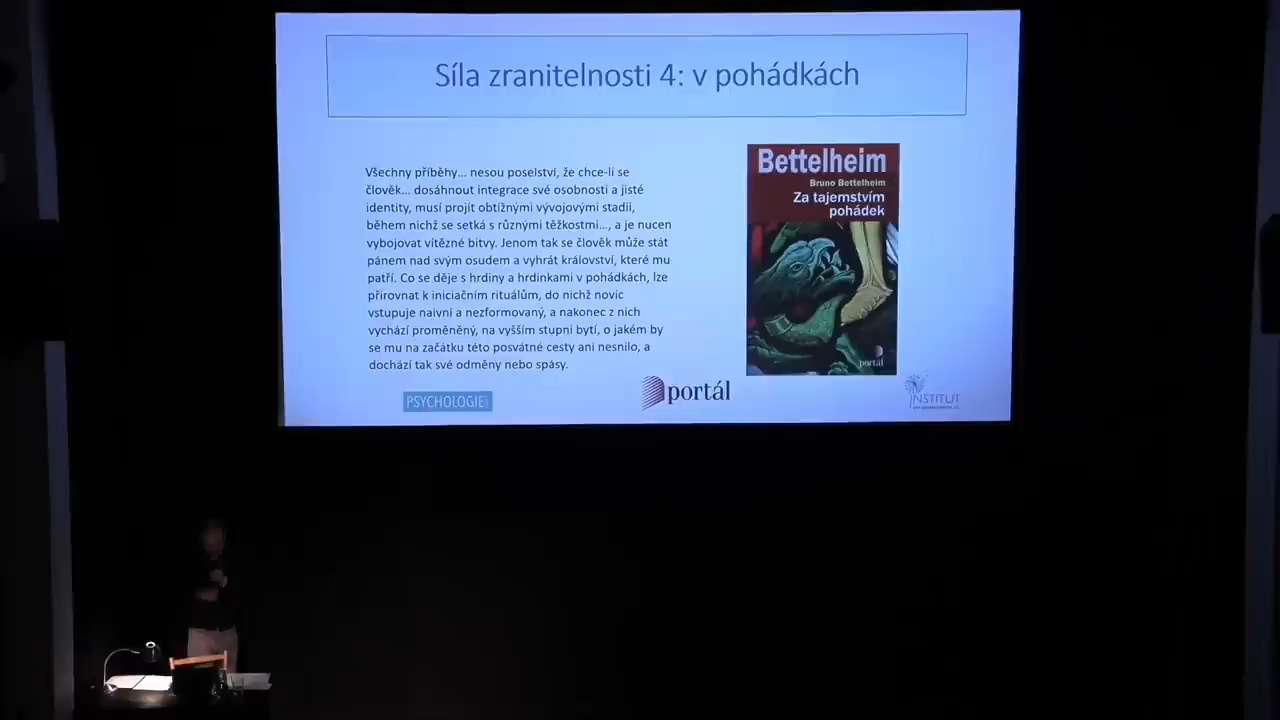 Síla zranitelnosti 4: v pohádkách
Všechny příběhy... nesou poselství, že chce-li se
člověk... dosáhnout integrace své osobnosti a jisté
identity, musí projít obtížnými vývojovými stadii,
během nichž se setká s různými těžkostmi..., a je nucen
vybojovat vítězné bitvy. Jenom tak se člověk může stát
pánem nad svým osudem a vyhrát království, které mu
patří. Co se děje s hrdiny a hrdinkami v pohádkách, lze
přirovnat k iniciačním rituálům, do nichž novic
vstupuje naivní a nezformovaný, a nakonec z nich
vychází proměněný, na vyšším stupni bytí, o jakém by
se mu na začátku této posvátné cesty ani nesnilo, a
dochází tak své odměny nebo spásy.
Bettelheim
Bruno Bettelheim
Za tajemstvím
pohádek
portál
PSYCHOLOGIE
portál
INSTITUT